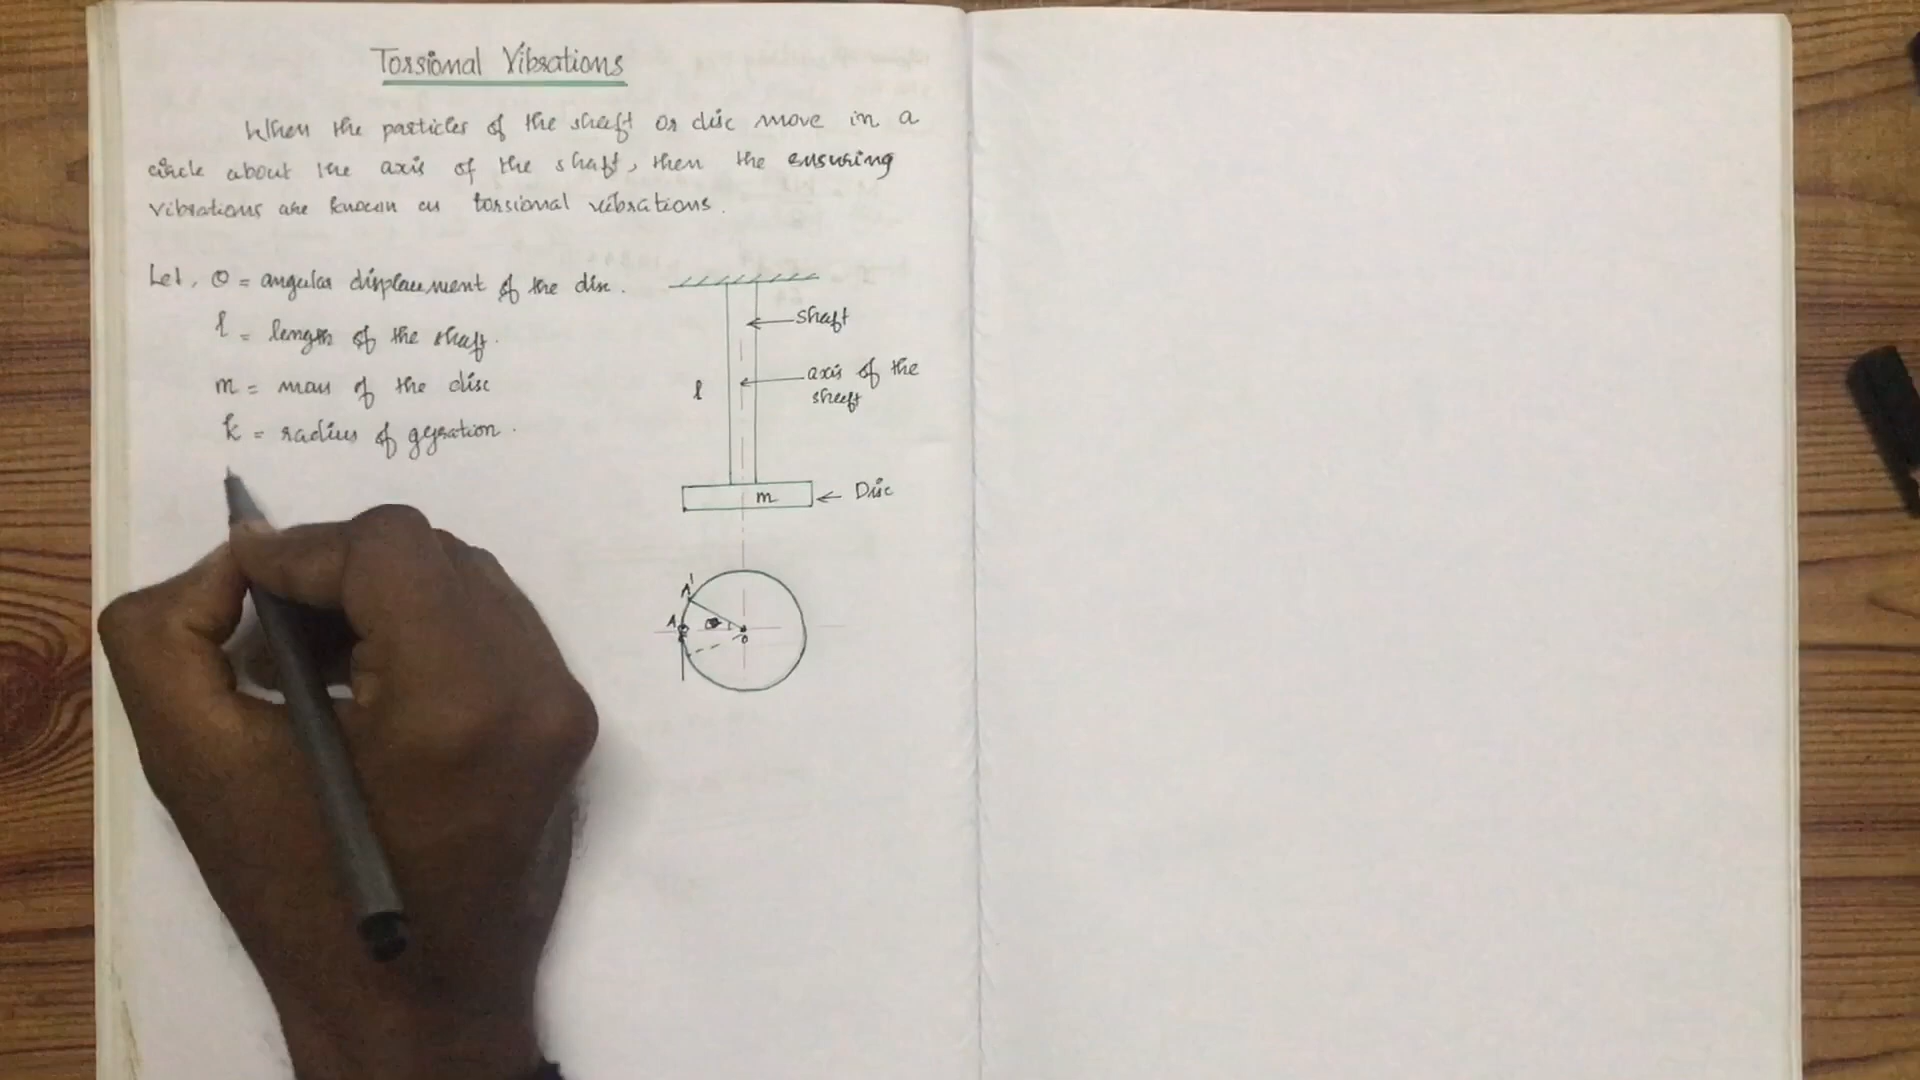 Torsional Vibrations
When the particles of the shaft or disc move in a
circle about the axis of the shaft, then the ensuring
vibrations are known as torsional vibrations.
Let, θ = angular displacement of the disc.
l = length of the shaft.
m = mass of the disc
k = radius of gyration.
shaft
axis of the
shaft
l
m
Disc
A'
A
θ
O